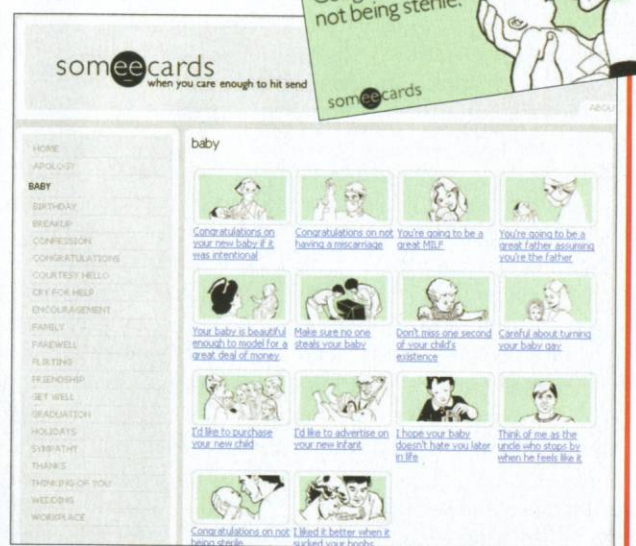 not being sterile.
someecards
someecards
when you care enough to hit send
ABOU
HOME
APOLOGY
BABY
BIRTHDAY
BREAKUP
CONFESSION
CONGRATULATIONS
COURTESY HELLO
CRY FOR HELP
ENCOURAGEMENT
FAMILY
FAREWELL
FLIRTING
FRIENDSHIP
GET WELL
GRADUATION
HOLIDAYS
SYMPATHY
THANKS
THINKING OF YOU
WEDDING
WORKPLACE
baby
Congratulations on
your new baby if it
was intentional
Congratulations on not
having a miscarriage
You're going to be a
great MILF
You're going to be a
great father assuming
you're the father
Your baby is beautiful
enough to model for a
great deal of money
Make sure no one
steals your baby
Don't miss one second
of your child's
existence
Careful about turning
your baby gay
I'd like to purchase
your new child
I'd like to advertise on
your new infant
I hope your baby
doesn't hate you later
in life
Think of me as the
uncle who stops by
when he feels like it
Congratulations on not
being sterile
I liked it better when it
sucked your boobs